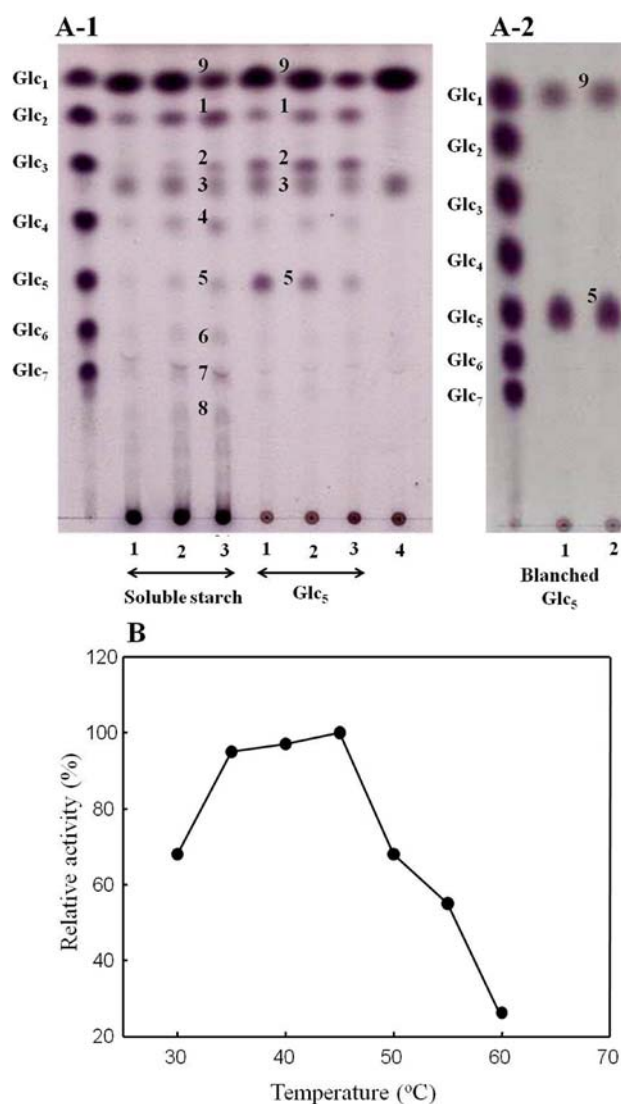 A-1
A-2
Glc₁
Glc₂
Glc₃
Glc₄
Glc₅
Glc₆
Glc₇
9
9
1
1
2
2
3
3
4
5
5
6
7
8
1 2 3 1 2 3 4
Soluble starch
Glc₅
Glc₁
Glc₂
Glc₃
Glc₄
Glc₅
Glc₆
Glc₇
9
5
1 2
Blanched
Glc₅
B
120
100
80
60
40
20
Relative activity (%)
30 40 50 60 70
Temperature (°C)